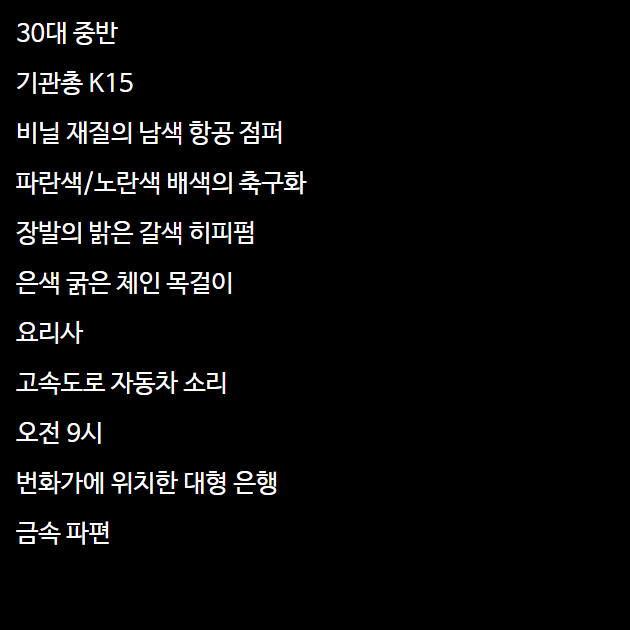 30대 중반
기관총 K15
비닐 재질의 남색 항공 점퍼
파란색/노란색 배색의 축구화
장발의 밝은 갈색 히피펌
은색 굵은 체인 목걸이
요리사
고속도로 자동차 소리
오전 9시
번화가에 위치한 대형 은행
금속 파편